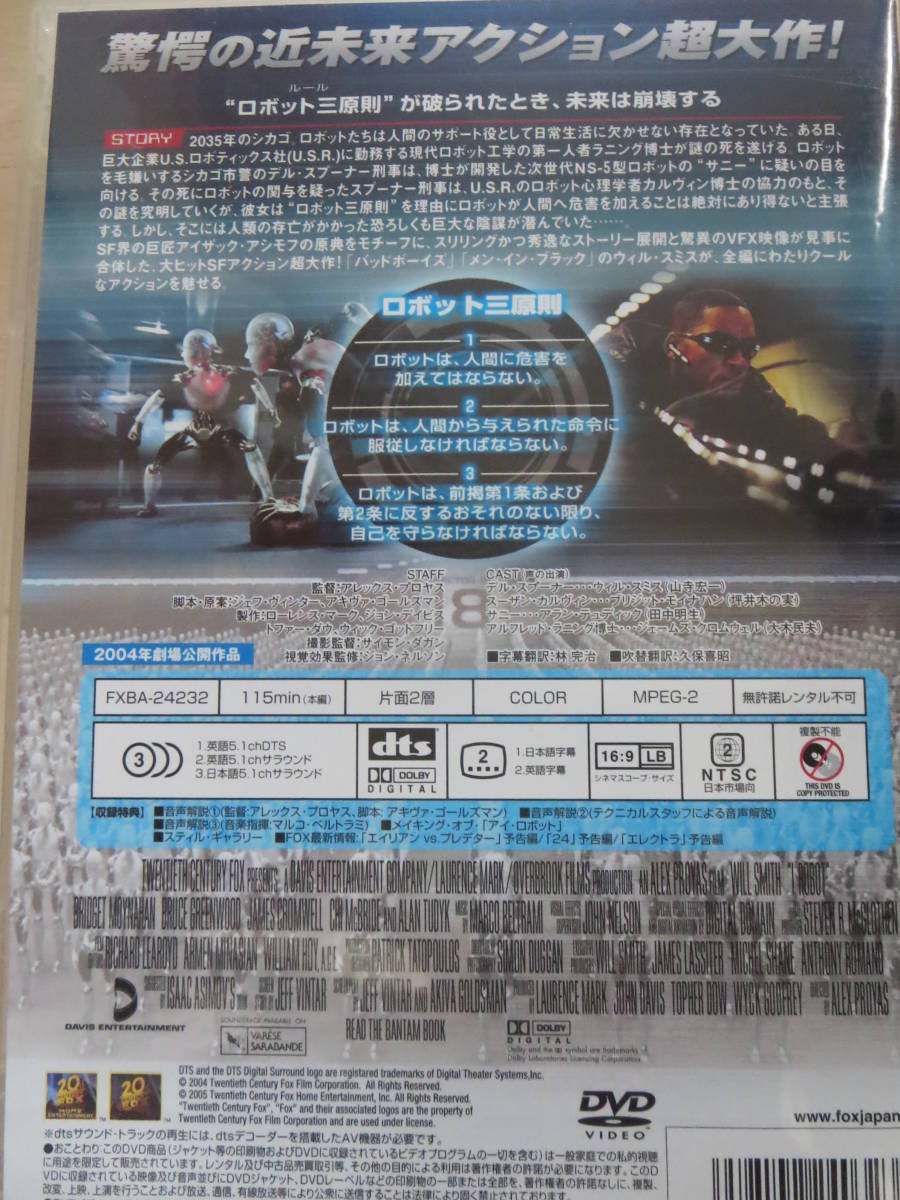 驚愕の近未来アクション超大作!
ルール
“ロボット三原則”が破られたとき、未来は崩壊する
STORY 2035年のシカゴ。ロボットたちは人間のサポート役として日常生活に欠かせない存在となっていた。ある日、
巨大企業U.S.ロボティックス社(U.S.R.)に勤務する現代ロボット工学の第一人者ラニング博士が謎の死を遂げる。ロボット
を毛嫌いするシカゴ市警のデル・スプーナー刑事は、博士が開発した次世代NS-5型ロボットの“サニー”に疑いの目を
向ける。その死にロボットの関与を疑ったスプーナー刑事は、U.S.R.のロボット心理学者カルヴィン博士の協力のもと、そ
の謎を究明していくが、彼女は“ロボット三原則”を理由にロボットが人間へ危害を加えることは絶対にあり得ないと主張
する。しかし、そこには人類の存亡がかかった恐ろしくも巨大な陰謀が潜んでいた……
SF界の巨匠アイザック・アシモフの原典をモチーフに、スリリングかつ秀逸なストーリー展開と驚異のVFX映像が見事に
合体した、大ヒットSFアクション超大作!「バッドボーイズ」「メン・イン・ブラック」のウィル・スミスが、全編にわたりクール
なアクションを魅せる。
ロボット三原則
1
ロボットは、人間に危害を
加えてはならない。
2
ロボットは、人間から与えられた命令に
服従しなければならない。
3
ロボットは、前掲第1条および
第2条に反するおそれのない限り、
自己を守らなければならない。
STAFF
監督:アレックス・プロヤス
脚本・原案:ジェフ・ヴィンター、アキヴァ・ゴールズマン
製作:ローレンス・マーク、ジョン・デイビス
トファー・ダウ、ウィック・ゴッドフリー
撮影監督:サイモン・ダガン
視覚効果監修:ジョン・ネルソン
CAST(声の出演)
デル・スプーナー・・・ウィル・スミス(山寺宏一)
スーザン・カルヴィン・・・ブリジット・モイナハン(坪井木の実)
サニー・・・アラン・テュディック(田中明生)
アルフレッド・ラニング博士・・・ジェームズ・クロムウェル(大木民夫)
■字幕翻訳:林 完治 ■吹替翻訳:久保喜昭
2004年劇場公開作品
FXBA-24232 115min(本編) 片面2層 COLOR MPEG-2 無許諾レンタル不可
3
1.英語5.1chDTS
2.英語5.1chサラウンド
3.日本語5.1chサラウンド
dts
DOLBY
DIGITAL
2
1.日本語字幕
2.英語字幕
16:9 LB
シネマスコープ・サイズ
2
NTSC
日本市場向
複製不能
THIS DVD IS
COPY PROTECTED
【収録特典】 ■音声解説①(監督:アレックス・プロヤス、脚本:アキヴァ・ゴールズマン) ■音声解説②(テクニカルスタッフによる音声解説)
■音声解説③(音楽指揮:マルコ・ベルトラミ) ■メイキング・オブ・「アイ・ロボット」
■スティル・ギャラリー ■FOX最新情報:「エイリアン vs.プレデター」予告編/「24」予告編/「エレクトラ」予告編
TWENTIETH CENTURY FOX PRESENTS A DAVIS ENTERTAINMENT COMPANY/LAURENCE MARK/OVERBROOK FILMS PRODUCTION AN ALEX PROYAS FILM WILL SMITH "I, ROBOT"
BRIDGET MOYNAHAN BRUCE GREENWOOD JAMES CROMWELL CHI MCBRIDE AND ALAN TUDYK MARCO BELTRAMI JOHN NELSON DIGITAL DOMAIN
RICHARD LEAROYD ARMEN MINASIAN WILLIAM HOY, A.C.E. PATRICK TATOPOULOS SIMON DUGGAN WILL SMITH JAMES LASSITER MICHEL SHANE ANTHONY ROMANO
ISAAC ASIMOV'S JEFF VINTAR JEFF VINTAR AND AKIVA GOLDSMAN LAURENCE MARK JOHN DAVIS TOPHER DOW WYCK GODFREY ALEX PROYAS
DAVIS ENTERTAINMENT
SOUNDTRACK AVAILABLE ON
VARÈSE
SARABANDE
READ THE BANTAM BOOK
DOLBY
DIGITAL
Dolby and the symbol are trademarks of
Dolby Laboratories Licensing Corporation.
DTS and the DTS Digital Surround logo are registered trademarks of Digital Theater Systems,Inc.
© 2004 Twentieth Century Fox Film Corporation. All Rights Reserved.
© 2005 Twentieth Century Fox Home Entertainment, Inc. All Rights Reserved.
"Twentieth Century Fox", "Fox" and their associated logos are the property of
Twentieth Century Fox Film Corporation and are used under license.
DVD
VIDEO
www.foxjapan
※dtsサウンド・トラックの再生には、dtsデコーダーを搭載したAV機器が必要です。
●おことわり:このDVD商品(ジャケット等の印刷物およびDVDに収録されているビデオプログラムの一切を含む)は一般家庭での私的視聴
に用途を限定して販売されています。レンタル及び中古品売買取引等、その他の目的による利用は著作権者の許諾が必要になります。このDV
Dに収録されている映像及び音声並びにDVDジャケット、DVDレーベルなどの印刷物の一部または全部を、著作権者の許諾なしに、複製、
改変、上映、上演を行うことおよび放送、通信、有線放送等により公衆に送信することは法律により固く禁じられています。